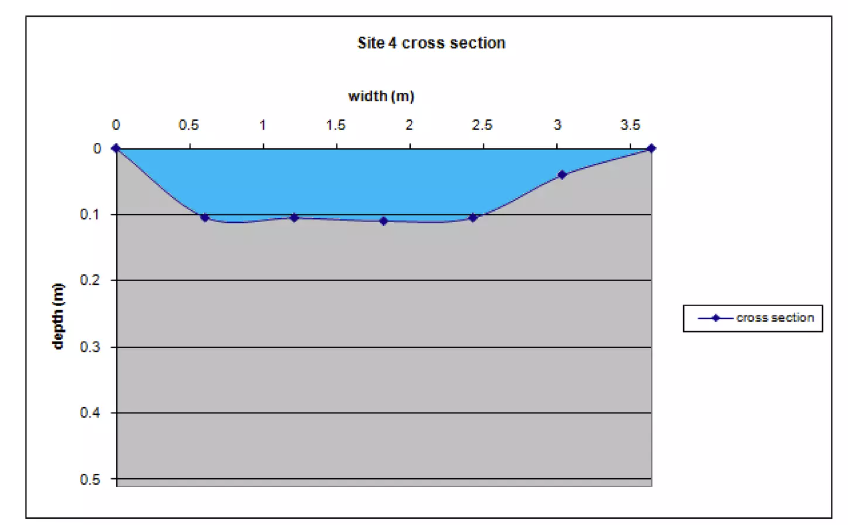 Site 4 cross section
width (m)
0 0.5 1 1.5 2 2.5 3 3.5
0
0.1
0.2
0.3
0.4
0.5
depth (m)
cross section